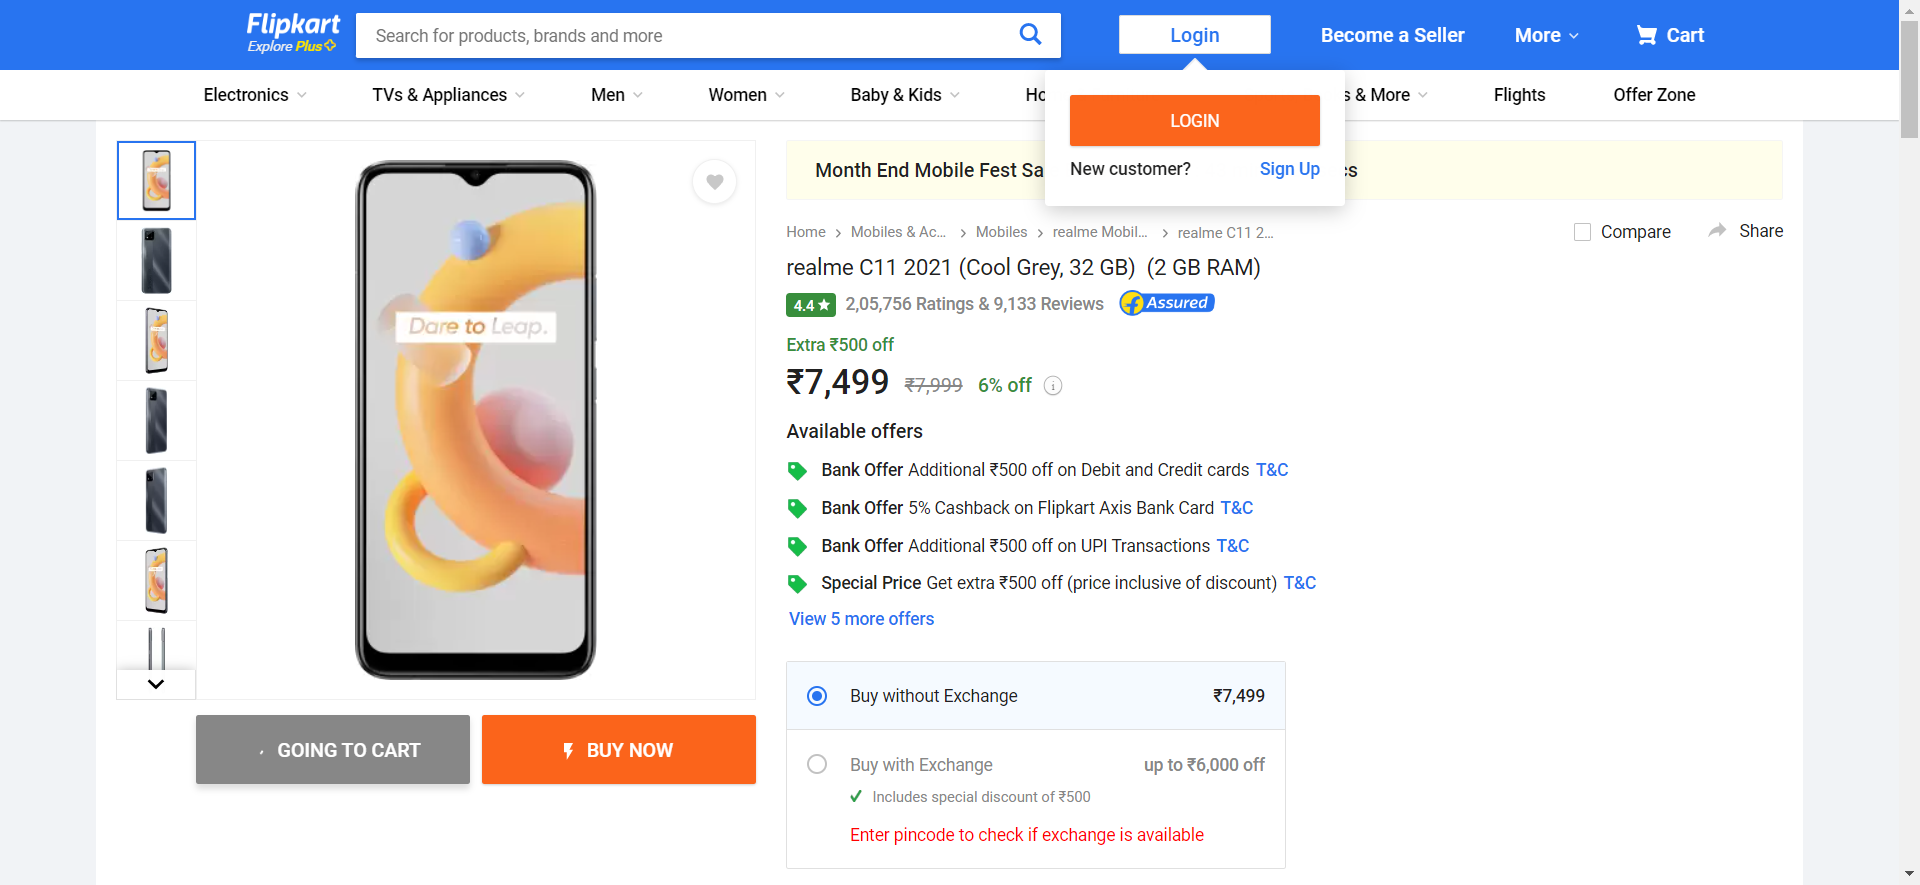 Flipkart
Explore Plus
Search for products, brands and more
Login
Become a Seller
More
Cart
Electronics
TVs & Appliances
Men
Women
Baby & Kids
Ho
s & More
Flights
Offer Zone
LOGIN
New customer?
Sign Up
Month End Mobile Fest Sa
cs
Home
Mobiles & Ac...
Mobiles
realme Mobil...
realme C11 2...
Compare
Share
realme C11 2021 (Cool Grey, 32 GB) (2 GB RAM)
4.4★
2,05,756 Ratings & 9,133 Reviews
Assured
Dare to Leap.
Extra ₹500 off
₹7,499 ₹7,999 6% off
Available offers
Bank Offer Additional ₹500 off on Debit and Credit cards T&C
Bank Offer 5% Cashback on Flipkart Axis Bank Card T&C
Bank Offer Additional ₹500 off on UPI Transactions T&C
Special Price Get extra ₹500 off (price inclusive of discount) T&C
View 5 more offers
Buy without Exchange
₹7,499
GOING TO CART
BUY NOW
Buy with Exchange
up to ₹6,000 off
Includes special discount of ₹500
Enter pincode to check if exchange is available